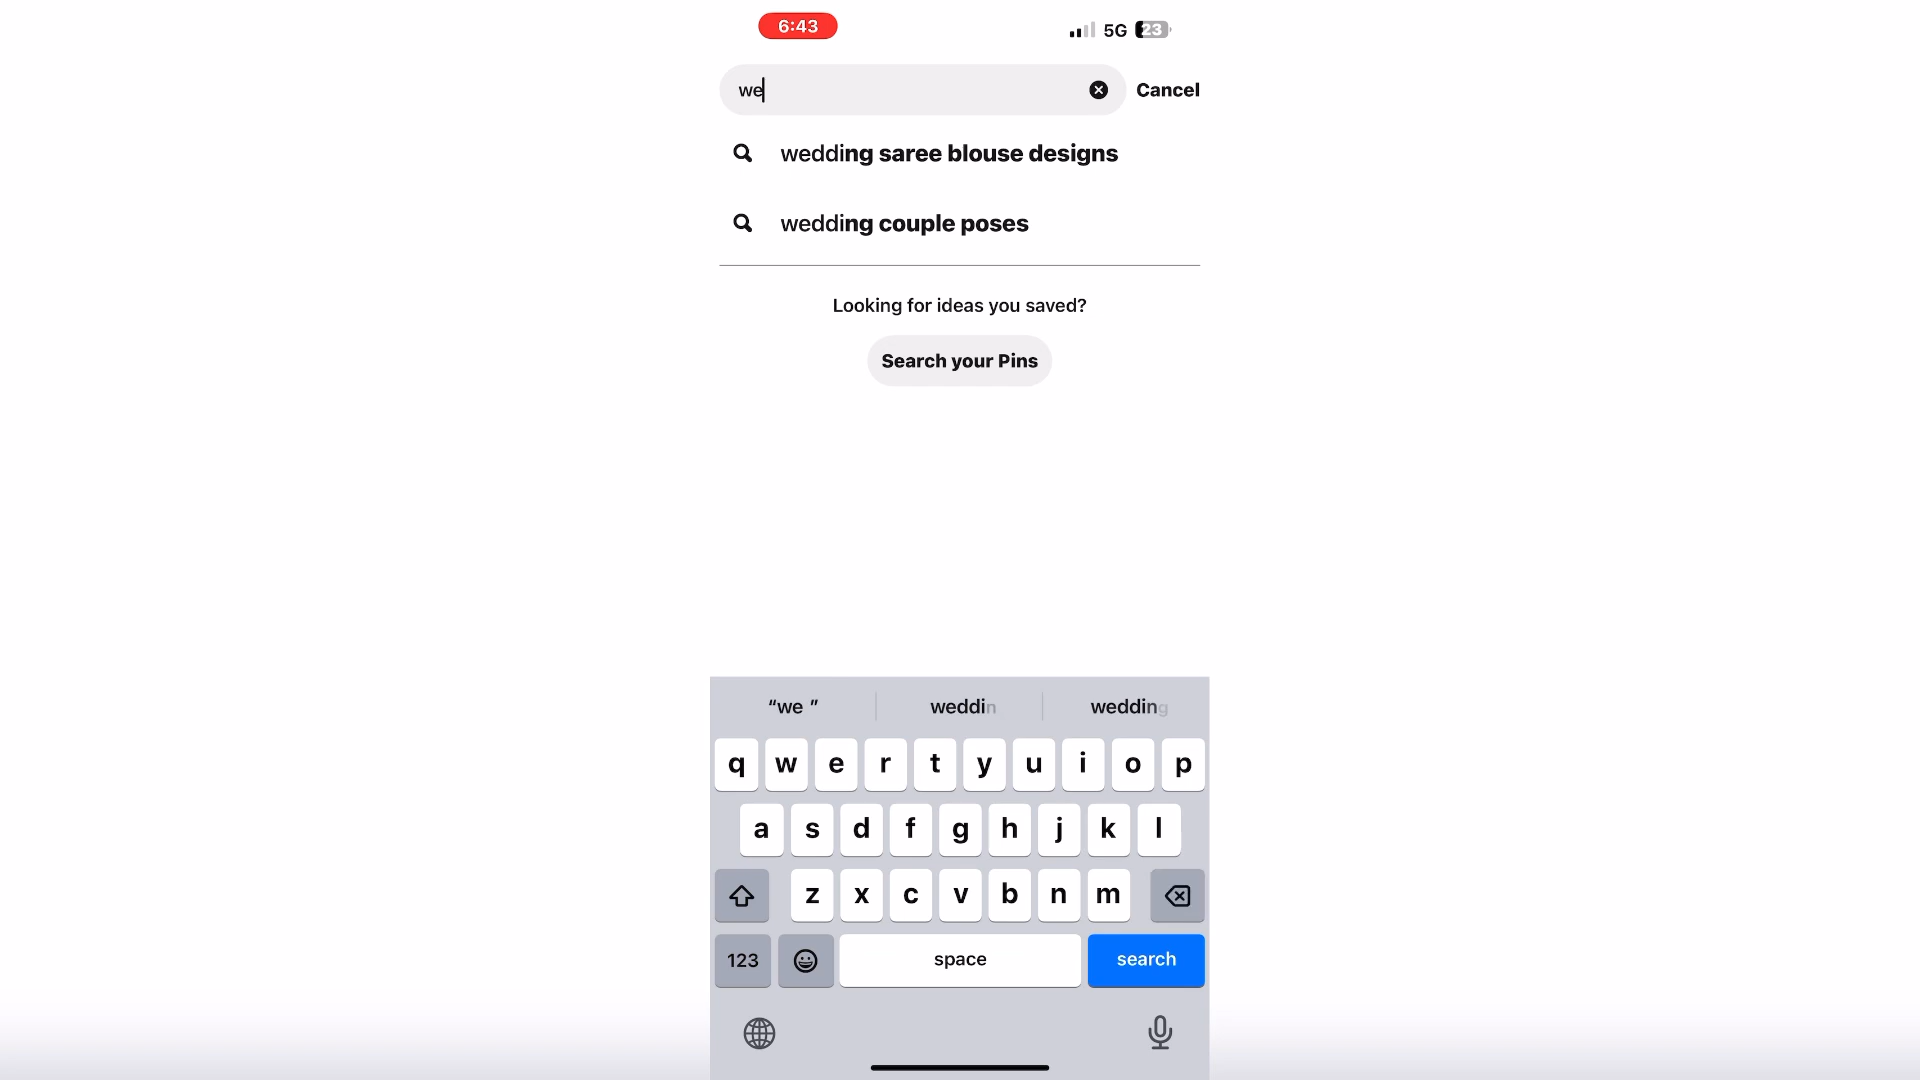 6:43
5G 23
we
Cancel
wedding saree blouse designs
wedding couple poses
Looking for ideas you saved?
Search your Pins
“we ”
weddin
wedding
q w e r t y u i o p
a s d f g h j k l
z x c v b n m
123
space
search